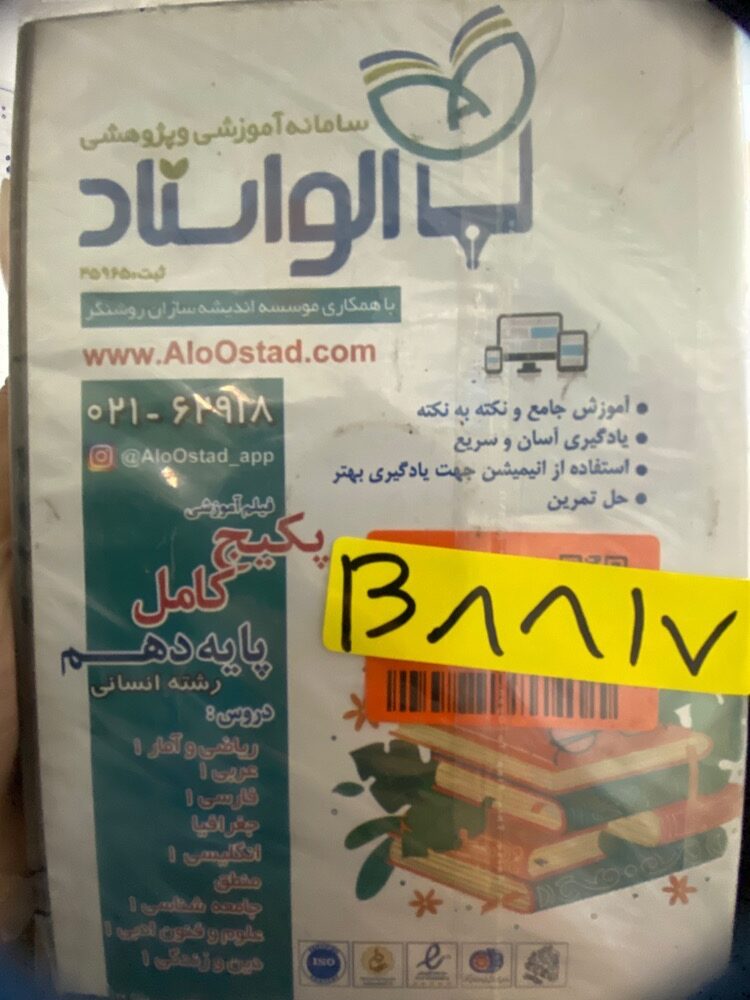 سامانه آموزشی و پژوهشی
الو استاد
ثبت: ۴۵۹۶۵۰
با همکاری موسسه اندیشه سازان روشنگر
www.AloOstad.com
۰۲۱-۶۴۹۲۸
@AloOstad_app
● آموزش جامع و نکته به نکته
● یادگیری آسان و سریع
● استفاده از انیمیشن جهت یادگیری بهتر
● حل تمرین
فیلم آموزشی
پکیج
کامل
پایه دهم
رشته انسانی
دروس:
ریاضی و آمار ۱
عربی ۱
فارسی ۱
جغرافیا
انگلیسی ۱
منطق
جامعه شناسی ۱
علوم و فنون ادبی ۱
دین و زندگی ۱
B۸۸۱۷
ISO